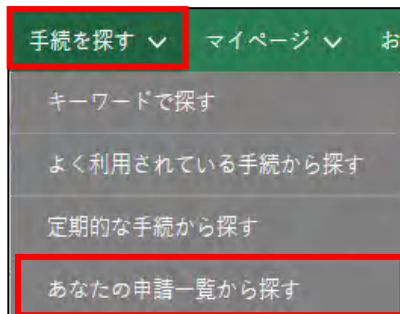 手続を探す マイページ お
キーワードで探す
よく利用されている手続から探す
定期的な手続から探す
あなたの申請一覧から探す